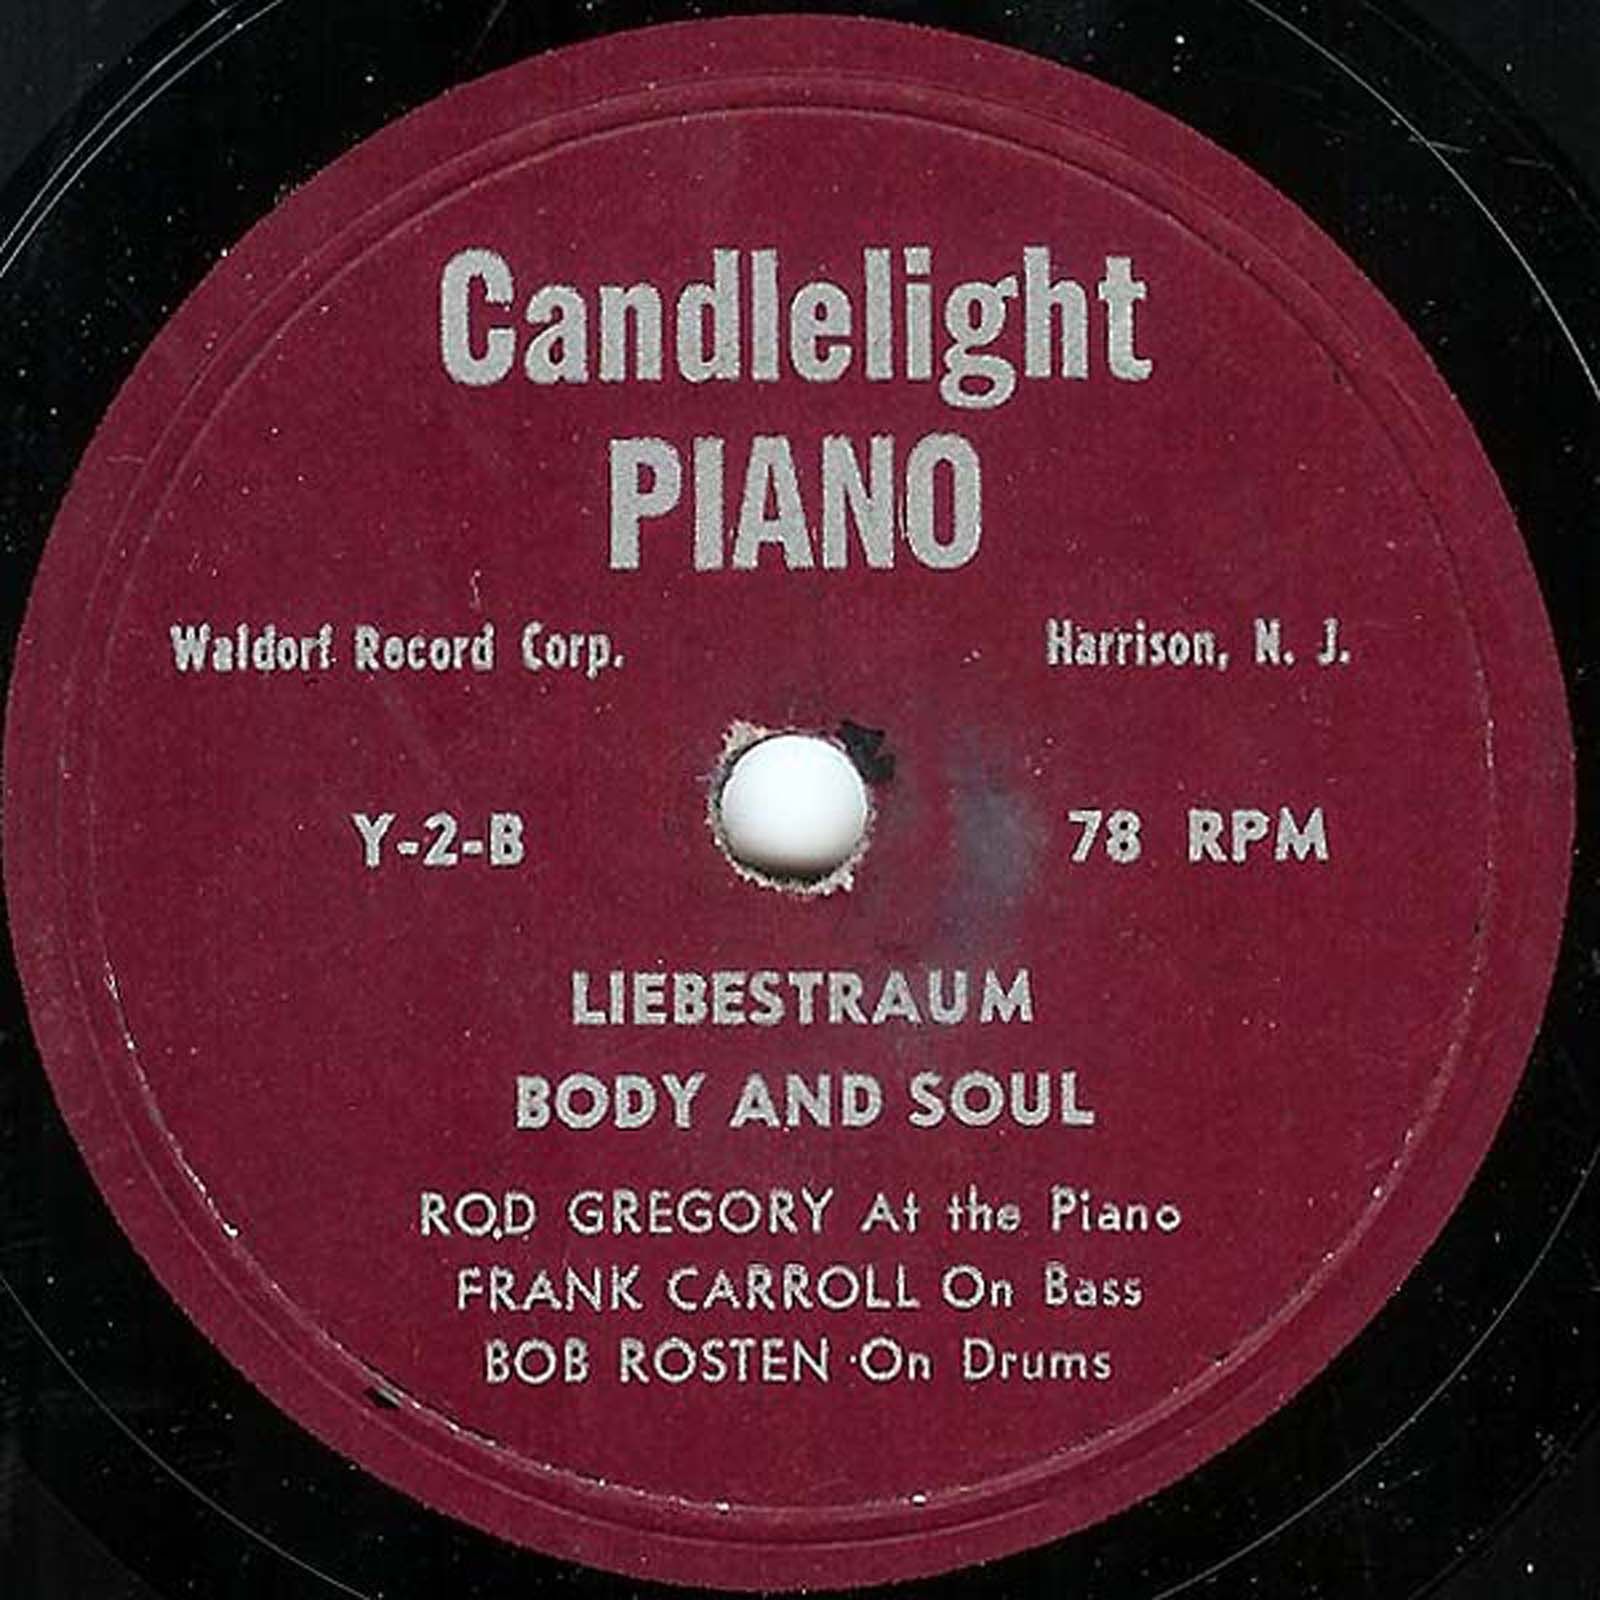 Candlelight
PIANO
Waldorf Record Corp. Harrison, N. J.
Y-2-B 78 RPM
LIEBESTRAUM
BODY AND SOUL
ROD GREGORY At the Piano
FRANK CARROLL On Bass
BOB ROSTEN On Drums